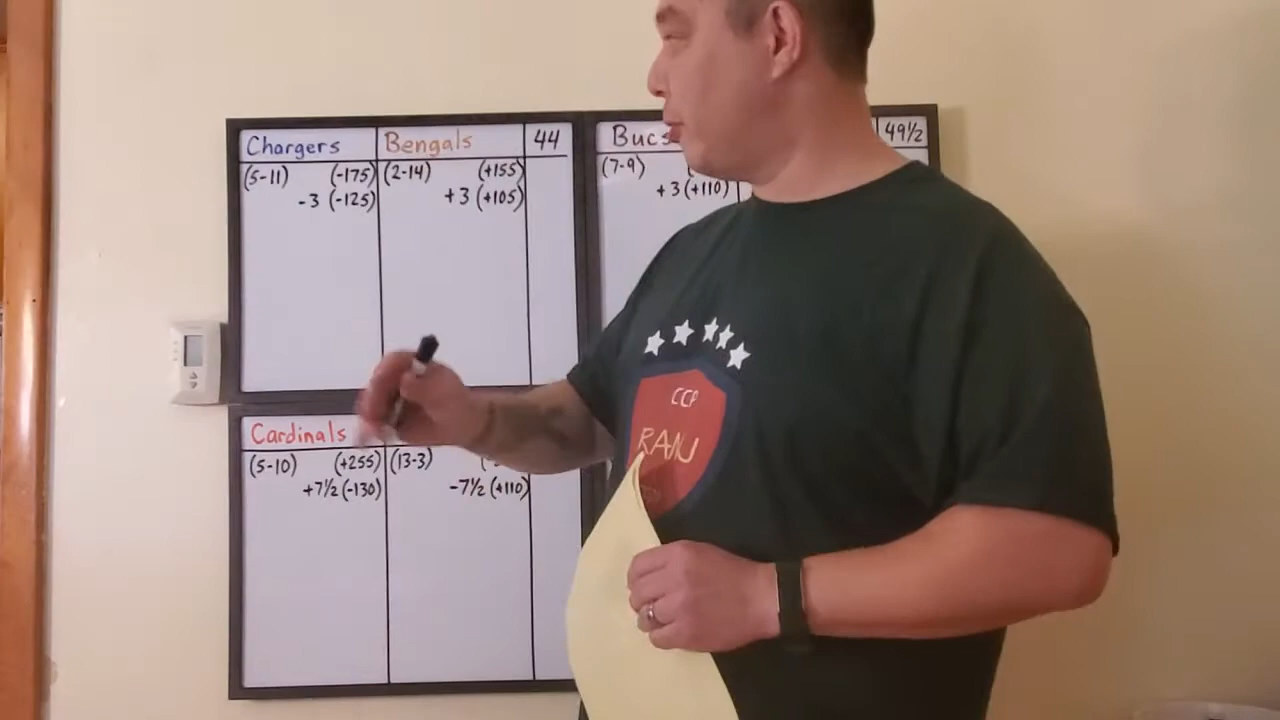 Chargers Bengals 44
(5-11) (-175) (2-14) (+155)
-3 (-125) +3 (+105)
Bucs 49½
(7-9)
+3 (+110)
Cardinals
(5-10) (+255) (13-3)
+7½ (-130) -7½ (+110)
CCP
RANU